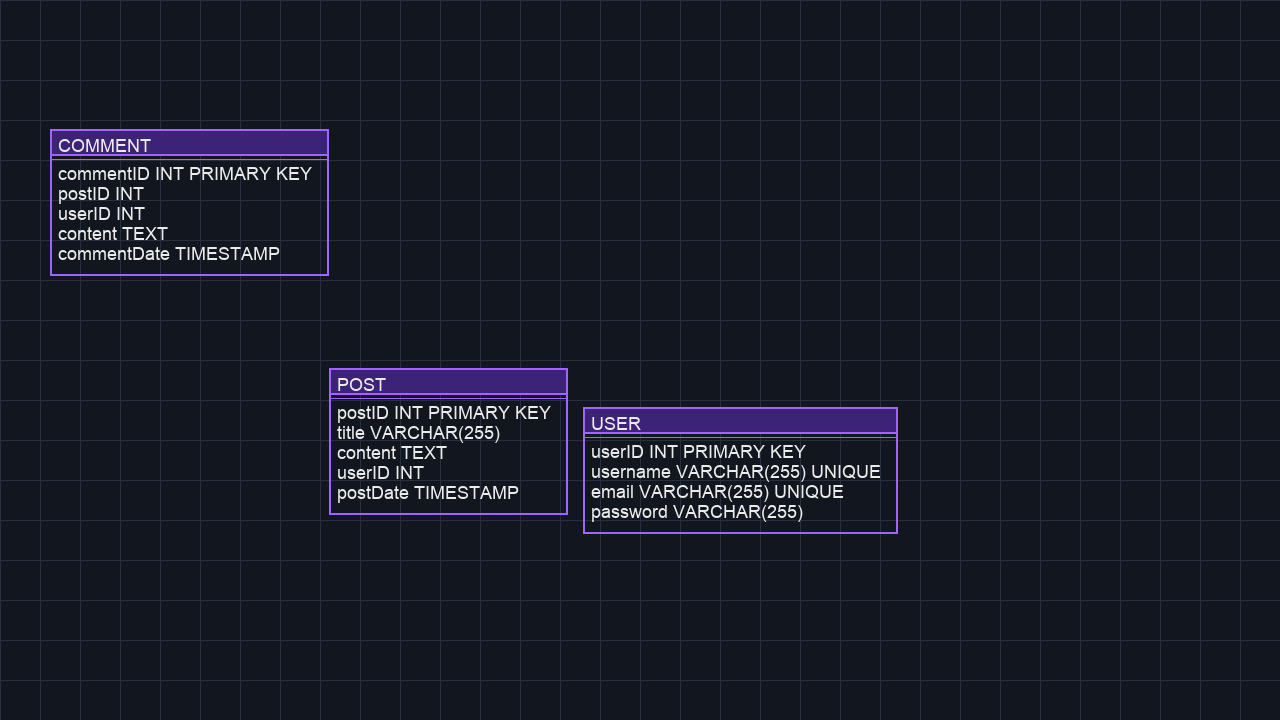 COMMENT
commentID INT PRIMARY KEY
postID INT
userID INT
content TEXT
commentDate TIMESTAMP
POST
postID INT PRIMARY KEY
title VARCHAR(255)
content TEXT
userID INT
postDate TIMESTAMP
USER
userID INT PRIMARY KEY
username VARCHAR(255) UNIQUE
email VARCHAR(255) UNIQUE
password VARCHAR(255)